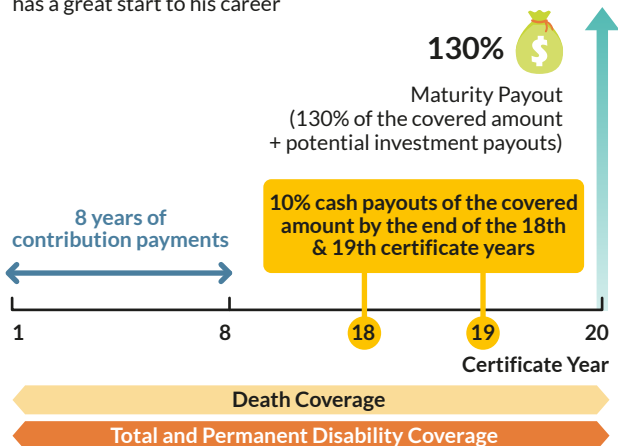 has a great start to his career
130%
$
Maturity Payout
(130% of the covered amount
+ potential investment payouts)
10% cash payouts of the covered
amount by the end of the 18th
& 19th certificate years
8 years of
contribution payments
1 8 18 19 20
Certificate Year
Death Coverage
Total and Permanent Disability Coverage